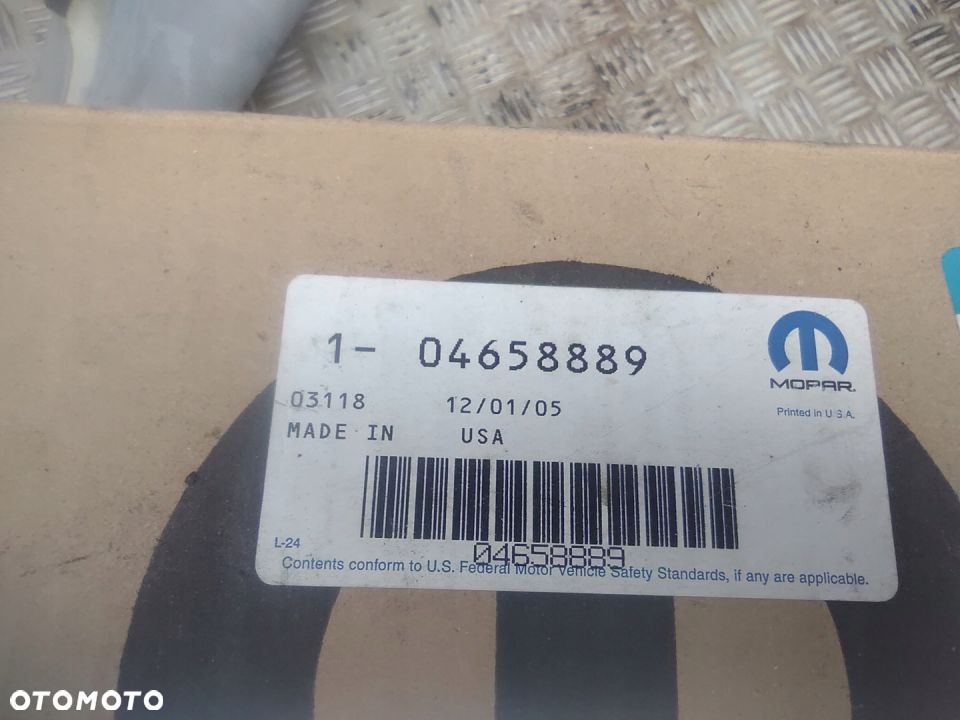 1- 04658889
MOPAR.
03118 12/01/05
Printed in U.S.A.
MADE IN USA
04658889
L-24
Contents conform to U.S. Federal Motor Vehicle Safety Standards, if any are applicable.
OTOMOTO